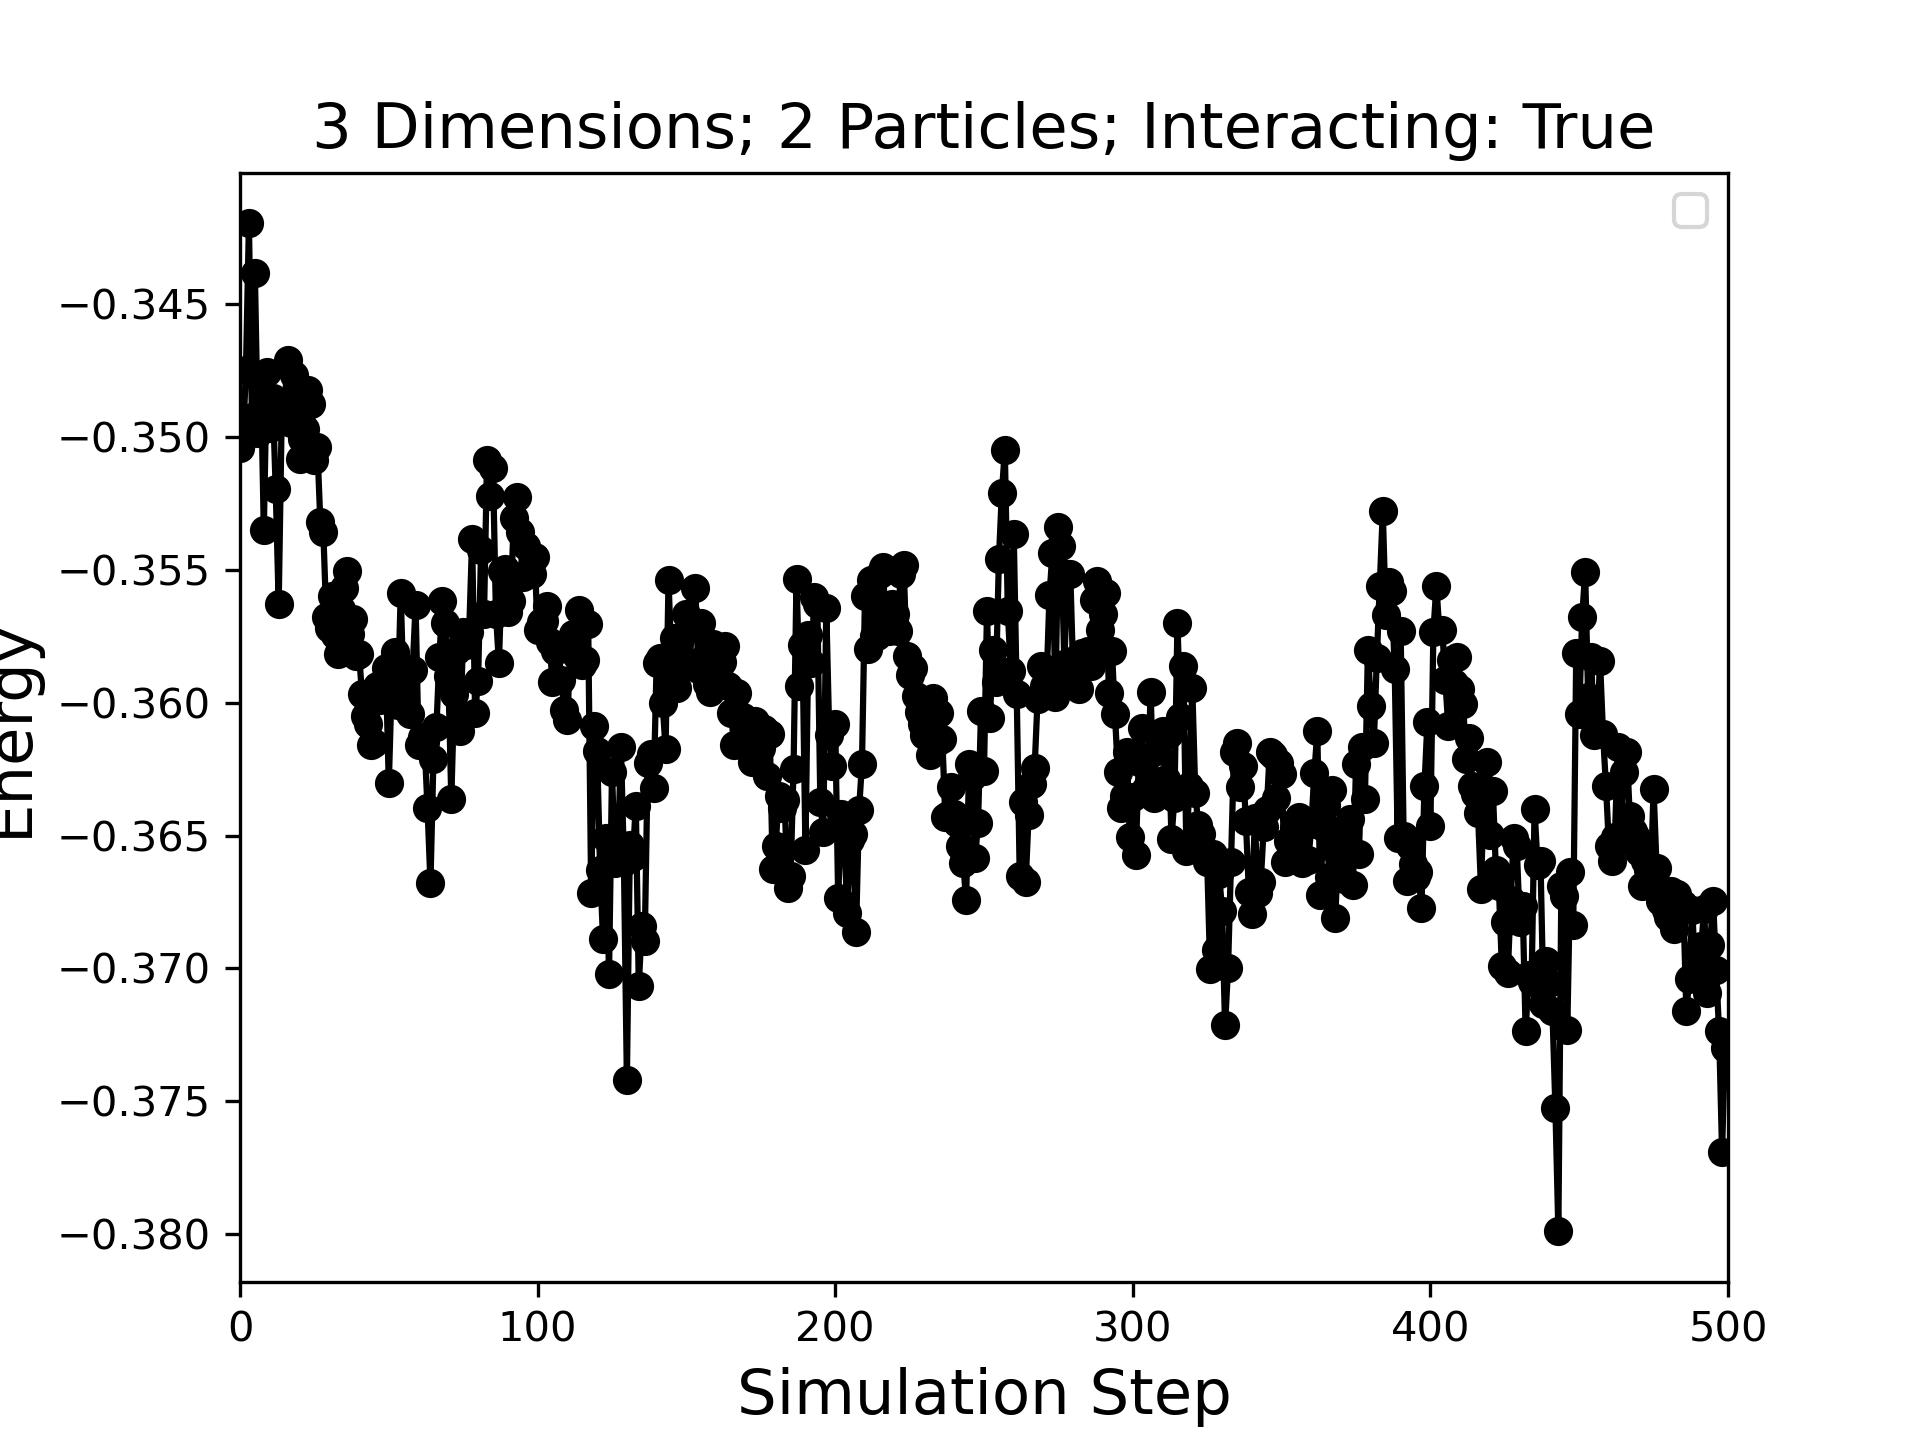 3 Dimensions; 2 Particles; Interacting: True
−0.345
−0.350
−0.355
−0.360
−0.365
−0.370
−0.375
−0.380
Energy
0 100 200 300 400 500
Simulation Step